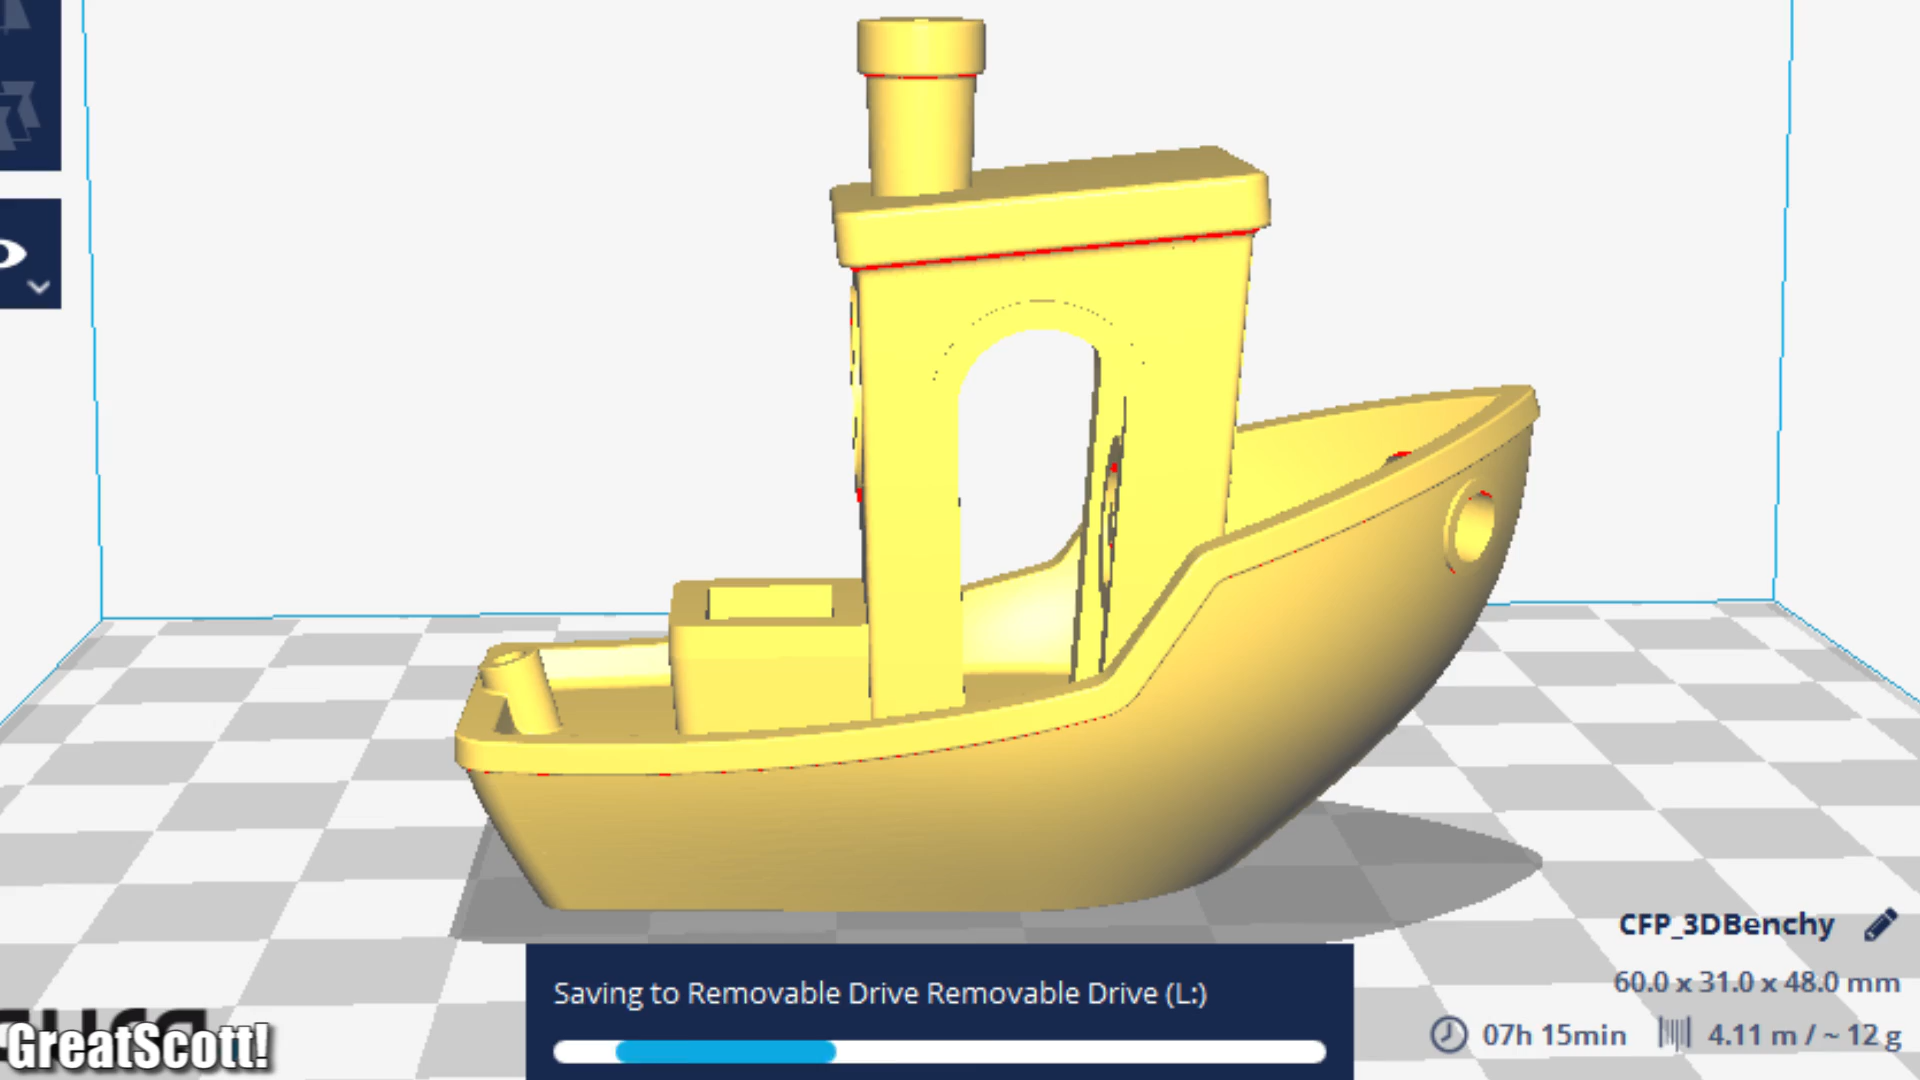 CFP_3DBenchy
60.0 x 31.0 x 48.0 mm
07h 15min 4.11 m / ~ 12 g
Saving to Removable Drive Removable Drive (L:)
GreatScott!